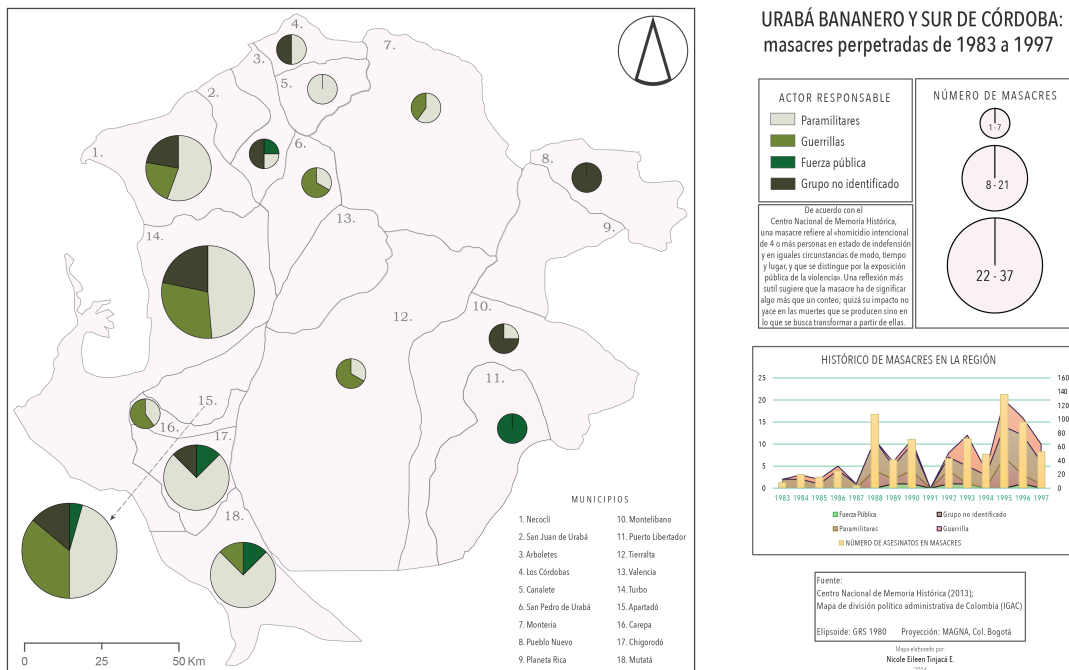 URABÁ BANANERO Y SUR DE CÓRDOBA:
masacres perpetradas de 1983 a 1997
4.
7.
3.
5.
2.
1.
6.
8.
13.
9.
14.
12.
10.
11.
15.
16.
17.
18.
0 25 50 Km
MUNICIPIOS
1. Necoclí
2. San Juan de Urabá
3. Arboletes
4. Los Córdobas
5. Canalete
6. San Pedro de Urabá
7. Monteria
8. Pueblo Nuevo
9. Planeta Rica
10. Montelibano
11. Puerto Libertador
12. Tierralta
13. Valencia
14. Turbo
15. Apartadó
16. Carepa
17. Chigorodó
18. Mutatá
ACTOR RESPONSABLE
Paramilitares
Guerrillas
Fuerza pública
Grupo no identificado
NÚMERO DE MASACRES
1-7
8 - 21
22 - 37
De acuerdo con el
Centro Nacional de Memoria Histórica,
una masacre refiere al «homicidio intencional
de 4 o más personas en estado de indefensión
y en iguales circunstancias de modo, tiempo
y lugar, y que se distingue por la exposición
pública de la violencia». Una reflexión más
sutil sugiere que la masacre ha de significar
algo más que un conteo; quizá su impacto no
yace en las muertes que se producen sino en
lo que se busca transformar a partir de ellas.
HISTÓRICO DE MASACRES EN LA REGIÓN
25 160
140
20 120
15 100
80
10 60
5 40
20
0 0
1983 1984 1985 1986 1987 1988 1989 1990 1991 1992 1993 1994 1995 1996 1997
Fuerza Pública Grupo no identificado
Paramilitares Guerrilla
NÚMERO DE ASESINATOS EN MASACRES
Fuente:
Centro Nacional de Memoria Histórica (2013);
Mapa de división político administrativa de Colombia (IGAC)
Elipsoide: GRS 1980 Proyección: MAGNA, Col. Bogotá
Mapa elaborado por:
Nicole Eileen Tinjacá E.